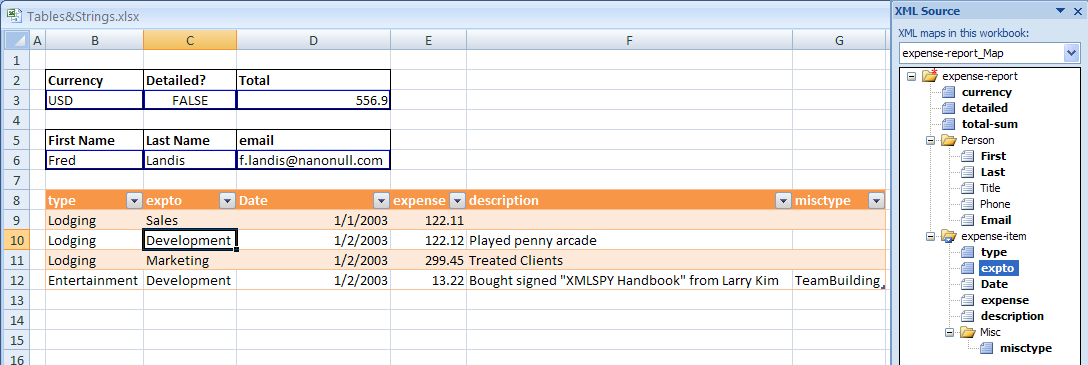 Tables&Strings.xlsx
A B C D E F G
1
2 Currency Detailed? Total
3 USD FALSE 556.9
4
5 First Name Last Name email
6 Fred Landis f.landis@nanonull.com
7
8 type expto Date expense description misctype
9 Lodging Sales 1/1/2003 122.11
10 Lodging Development 1/2/2003 122.12 Played penny arcade
11 Lodging Marketing 1/2/2003 299.45 Treated Clients
12 Entertainment Development 1/2/2003 13.22 Bought signed "XMLSPY Handbook" from Larry Kim TeamBuilding
13
14
15
16
XML Source
XML maps in this workbook:
expense-report_Map
expense-report
currency
detailed
total-sum
Person
First
Last
Title
Phone
Email
expense-item
type
expto
Date
expense
description
Misc
misctype